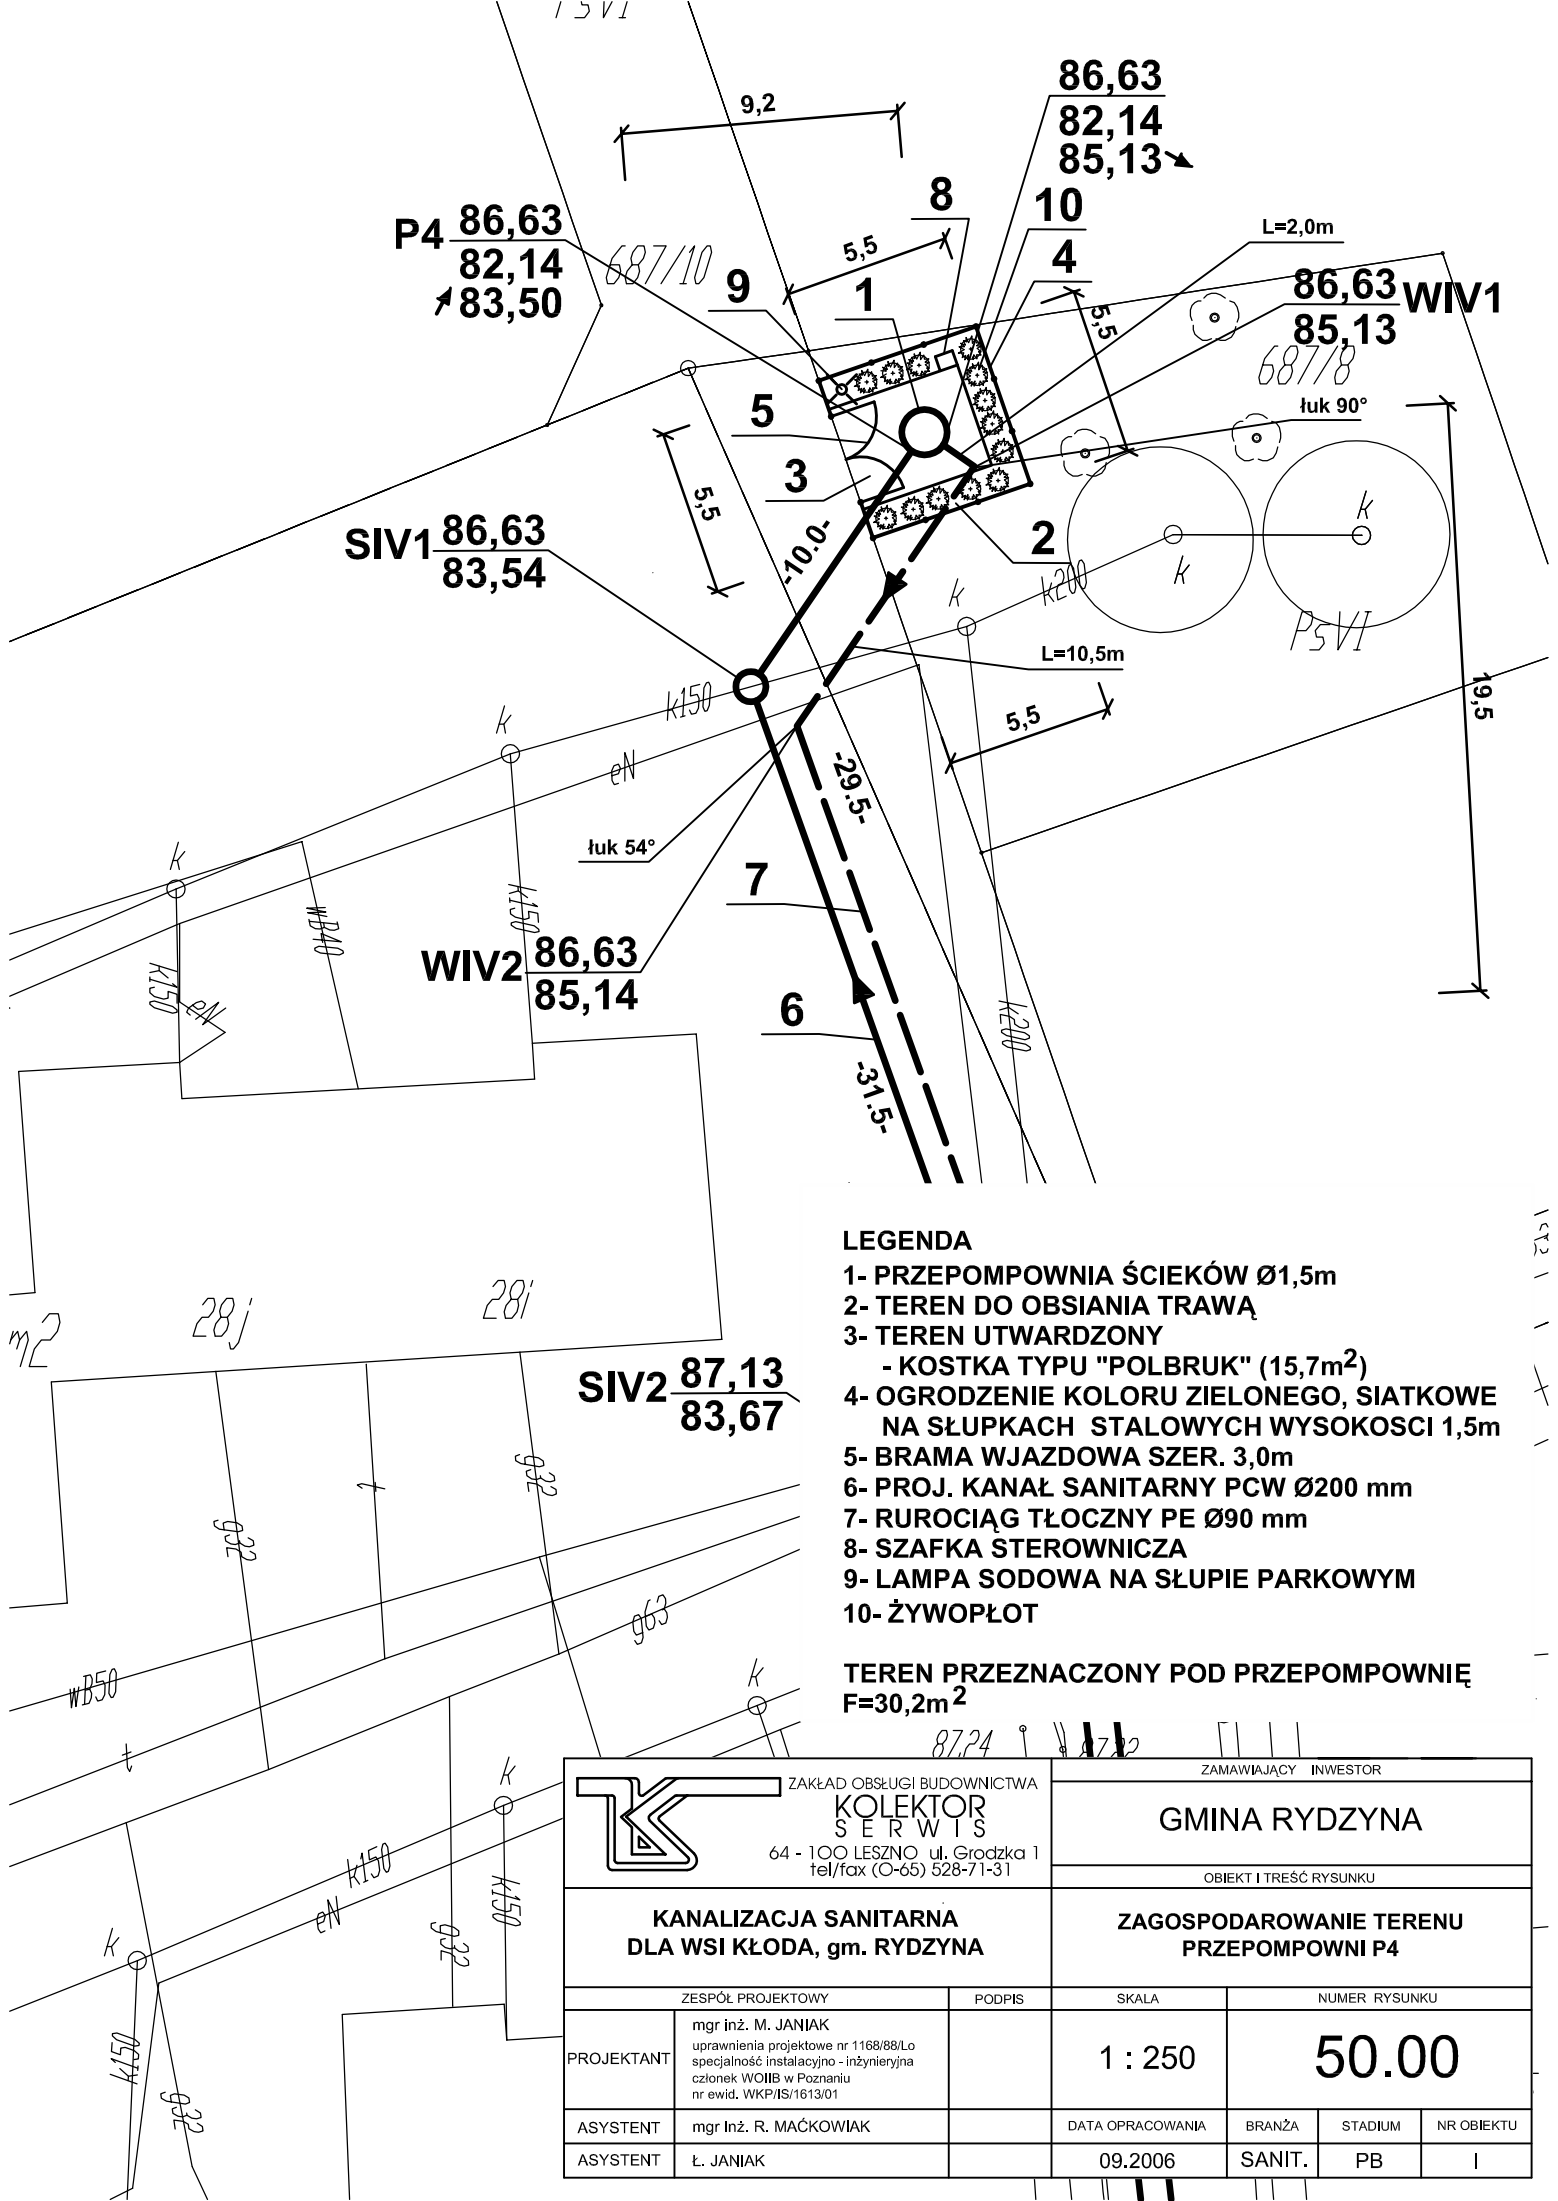 PsVI
9,2
86,63
82,14
85,13
8
10
L=2,0m
P4 86,63
82,14
83,50
687/10
5,5
4
9
1
86,63 WIV1
85,13
5,5
687/8
5
łuk 90°
3
5,5
k
SIV1 86,63
83,54
-10.0-
2
k
k
k200
PsVI
L=10,5m
19,5
k150
5,5
k
eN
-29.5-
łuk 54°
7
k
k150
wB40
WIV2 86,63
85,14
k150
eN
6
k200
-31.5-
LEGENDA
1- PRZEPOMPOWNIA ŚCIEKÓW Ø1,5m
2- TEREN DO OBSIANIA TRAWĄ
3- TEREN UTWARDZONY
- KOSTKA TYPU "POLBRUK" (15,7m²)
4- OGRODZENIE KOLORU ZIELONEGO, SIATKOWE
NA SŁUPKACH STALOWYCH WYSOKOSCI 1,5m
5- BRAMA WJAZDOWA SZER. 3,0m
6- PROJ. KANAŁ SANITARNY PCW Ø200 mm
7- RUROCIĄG TŁOCZNY PE Ø90 mm
8- SZAFKA STEROWNICZA
9- LAMPA SODOWA NA SŁUPIE PARKOWYM
10- ŻYWOPŁOT
TEREN PRZEZNACZONY POD PRZEPOMPOWNIĘ
F=30,2m²
m2
28j
28i
SIV2 87,13
83,67
g32
t
g32
g63
wB50
t
k
87,24
k
k150
eN
k150
g32
k
k150
g32
ZAKŁAD OBSŁUGI BUDOWNICTWA
KOLEKTOR
SERWIS
64 - 100 LESZNO ul. Grodzka 1
tel/fax (0-65) 528-71-31
ZAMAWIAJĄCY INWESTOR
GMINA RYDZYNA
OBIEKT I TREŚĆ RYSUNKU
KANALIZACJA SANITARNA
DLA WSI KŁODA, gm. RYDZYNA
ZAGOSPODAROWANIE TERENU
PRZEPOMPOWNI P4
ZESPÓŁ PROJEKTOWY PODPIS SKALA NUMER RYSUNKU
PROJEKTANT
mgr inż. M. JANIAK
uprawnienia projektowe nr 1168/88/Lo
specjalność instalacyjno - inżynieryjna
członek WOIIB w Poznaniu
nr ewid. WKP/IS/1613/01
1 : 250
50.00
ASYSTENT mgr inż. R. MAĆKOWIAK DATA OPRACOWANIA BRANŻA STADIUM NR OBIEKTU
ASYSTENT Ł. JANIAK 09.2006 SANIT. PB I